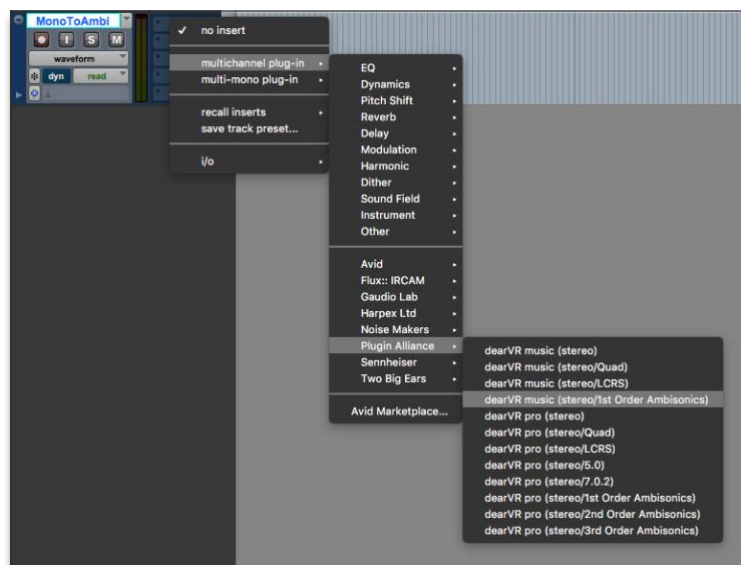 MonoToAmbi
I S M
waveform
dyn read
✓ no insert
multichannel plug-in
multi-mono plug-in
recall inserts
save track preset...
i/o
EQ
Dynamics
Pitch Shift
Reverb
Delay
Modulation
Harmonic
Dither
Sound Field
Instrument
Other
Avid
Flux:: IRCAM
Gaudio Lab
Harpex Ltd
Noise Makers
Plugin Alliance
Sennheiser
Two Big Ears
Avid Marketplace...
dearVR music (stereo)
dearVR music (stereo/Quad)
dearVR music (stereo/LCRS)
dearVR music (stereo/1st Order Ambisonics)
dearVR pro (stereo)
dearVR pro (stereo/Quad)
dearVR pro (stereo/LCRS)
dearVR pro (stereo/5.0)
dearVR pro (stereo/7.0.2)
dearVR pro (stereo/1st Order Ambisonics)
dearVR pro (stereo/2nd Order Ambisonics)
dearVR pro (stereo/3rd Order Ambisonics)